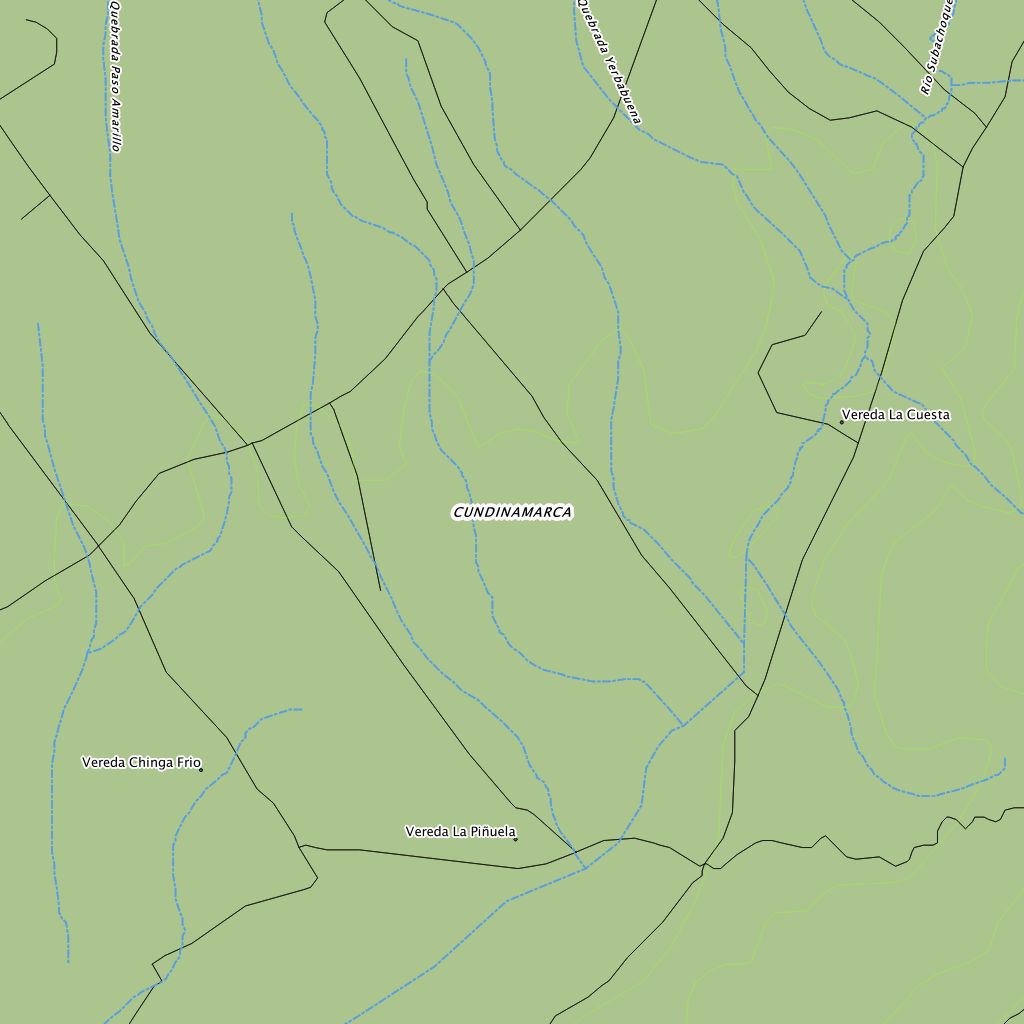 Quebrada Paso Amarillo
Quebrada Yerbabuena
Río Subachoque
Vereda La Cuesta
CUNDINAMARCA
Vereda Chinga Frio
Vereda La Piñuela